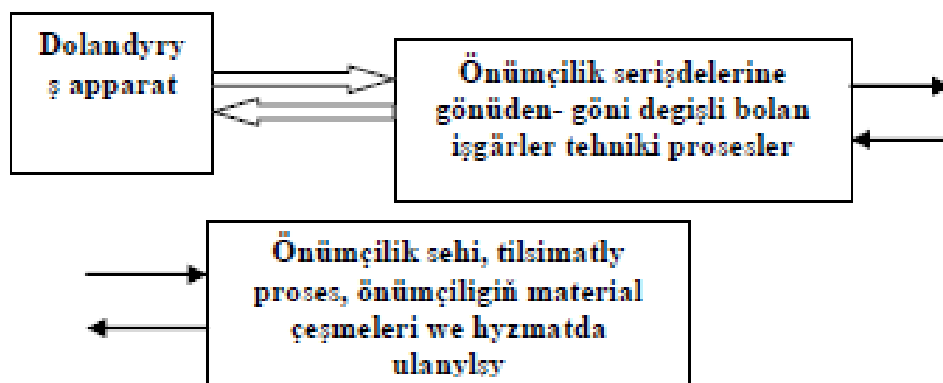 Dolandyry
ş apparat
Önümçilik serişdelerine
gönüden- göni degişli bolan
işgärler tehniki prosesler
Önümçilik sehi, tilsimatly
proses, önümçiligiň material
çeşmeleri we hyzmatda
ulanylsy